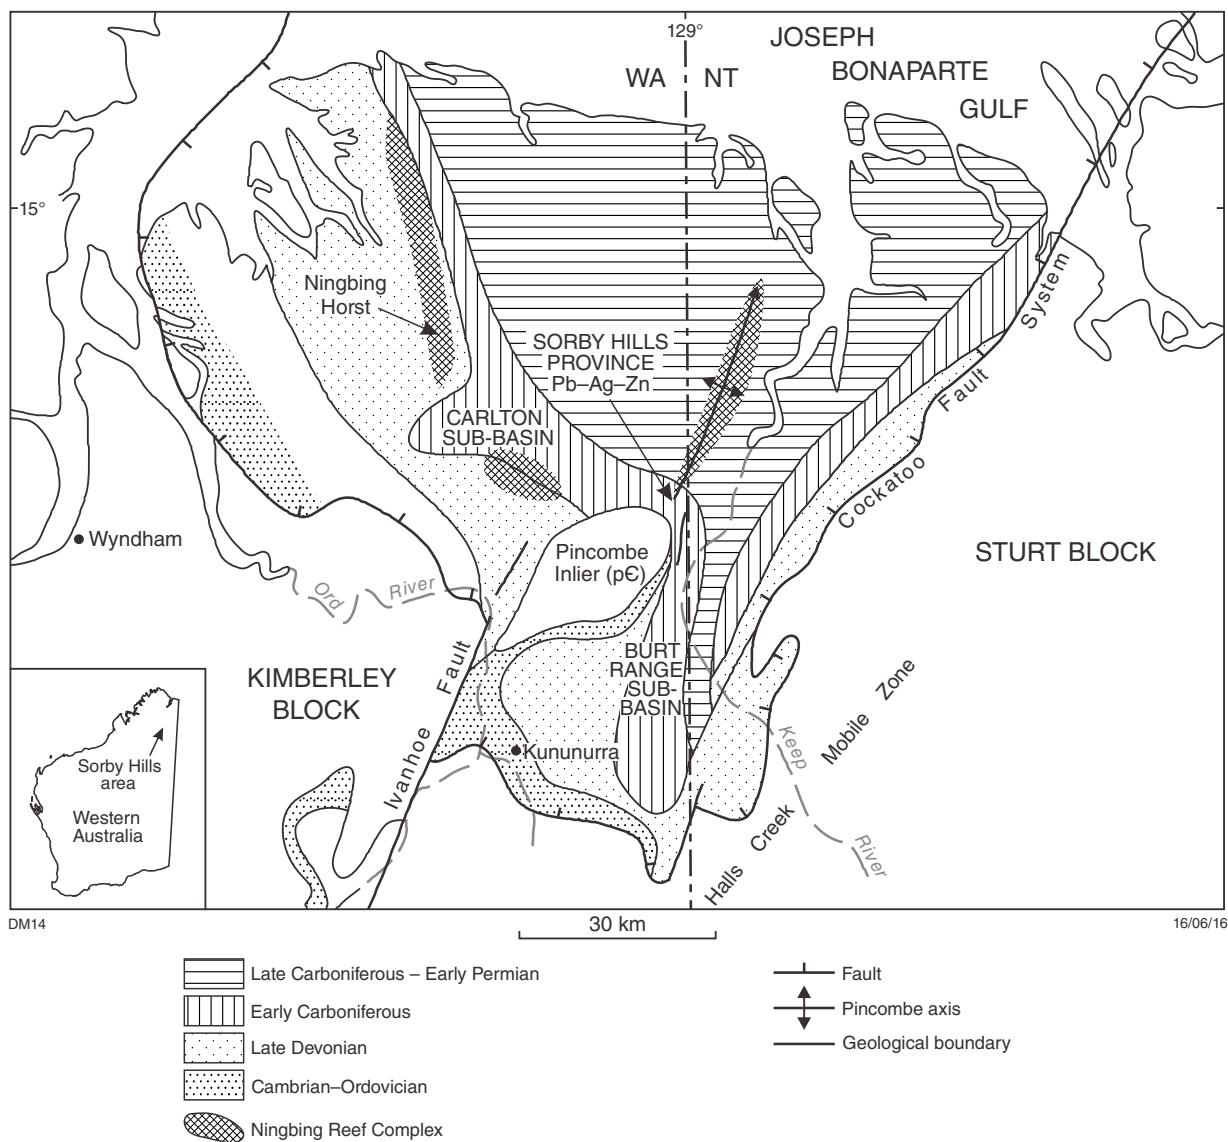 129°
JOSEPH
BONAPARTE
GULF
WA
NT
15°
Ningbing
Horst
SORBY HILLS
PROVINCE
Pb–Ag–Zn
CARLTON
SUB-BASIN
System
Fault
Cockatoo
Wyndham
Pincombe
Inlier (pЄ)
STURT BLOCK
Ord
River
KIMBERLEY
BLOCK
Fault
Ivanhoe
BURT
RANGE
SUB-
BASIN
Kununurra
Keep
River
Halls
Creek
Mobile
Zone
Sorby Hills
area
Western
Australia
DM14
30 km
16/06/16
Late Carboniferous – Early Permian
Early Carboniferous
Late Devonian
Cambrian–Ordovician
Ningbing Reef Complex
Fault
Pincombe axis
Geological boundary